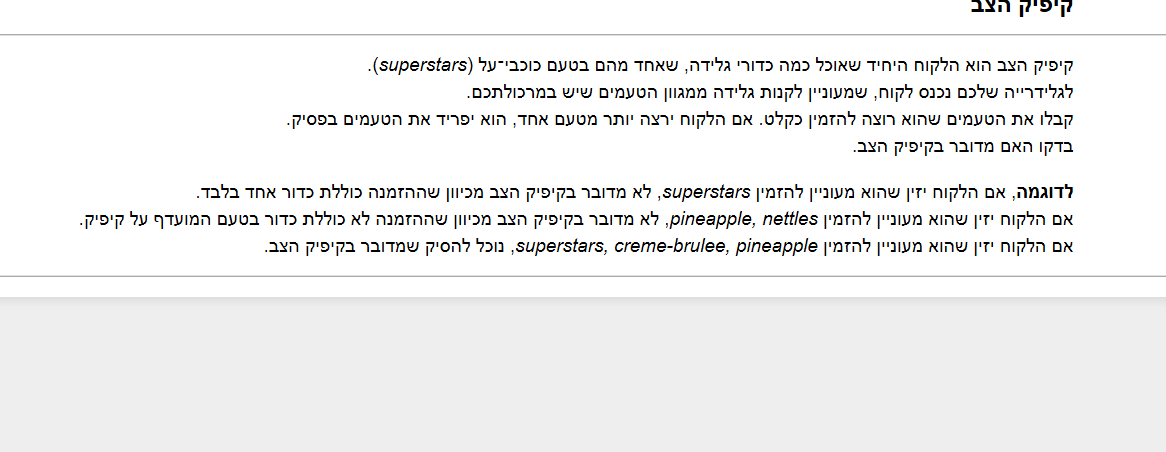 קיפיק הצב
קיפיק הצב הוא הלקוח היחיד שאוכל כמה כדורי גלידה, שאחד מהם בטעם כוכבי־על (superstars).
לגלידרייה שלכם נכנס לקוח, שמעוניין לקנות גלידה ממגוון הטעמים שיש במרכולתכם.
קבלו את הטעמים שהוא רוצה להזמין כקלט. אם הלקוח ירצה יותר מטעם אחד, הוא יפריד את הטעמים בפסיק.
בדקו האם מדובר בקיפיק הצב.
לדוגמה, אם הלקוח יזין שהוא מעוניין להזמין superstars, לא מדובר בקיפיק הצב מכיוון שההזמנה כוללת כדור אחד בלבד.
אם הלקוח יזין שהוא מעוניין להזמין pineapple, nettles, לא מדובר בקיפיק הצב מכיוון שההזמנה לא כוללת כדור בטעם המועדף על קיפיק.
אם הלקוח יזין שהוא מעוניין להזמין superstars, creme-brulee, pineapple, נוכל להסיק שמדובר בקיפיק הצב.